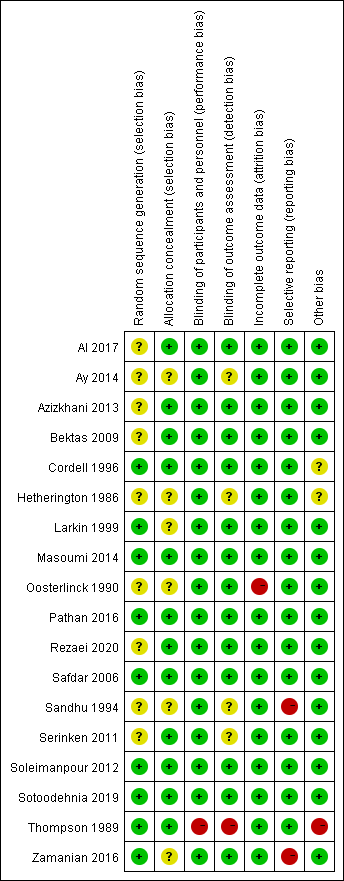 Random sequence generation (selection bias)
Allocation concealment (selection bias)
Blinding of participants and personnel (performance bias)
Blinding of outcome assessment (detection bias)
Incomplete outcome data (attrition bias)
Selective reporting (reporting bias)
Other bias
Al 2017 ? + + + + + +
Ay 2014 ? ? + ? + + +
Azizkhani 2013 ? + + + + + +
Bektas 2009 ? + + + + + +
Cordell 1996 + + + + + + ?
Hetherington 1986 ? ? + ? + + ?
Larkin 1999 + ? + + + + +
Masoumi 2014 + + + + + + +
Oosterlinck 1990 ? ? + + + +
Pathan 2016 + + + + + + +
Rezaei 2020 ? + + + + + +
Safdar 2006 + + + + + + +
Sandhu 1994 ? ? + ? + +
Serinken 2011 ? + + ? + + +
Soleimanpour 2012 + + + + + + +
Sotoodehnia 2019 + + + + + + +
Thompson 1989 + + + +
Zamanian 2016 + ? + + + +